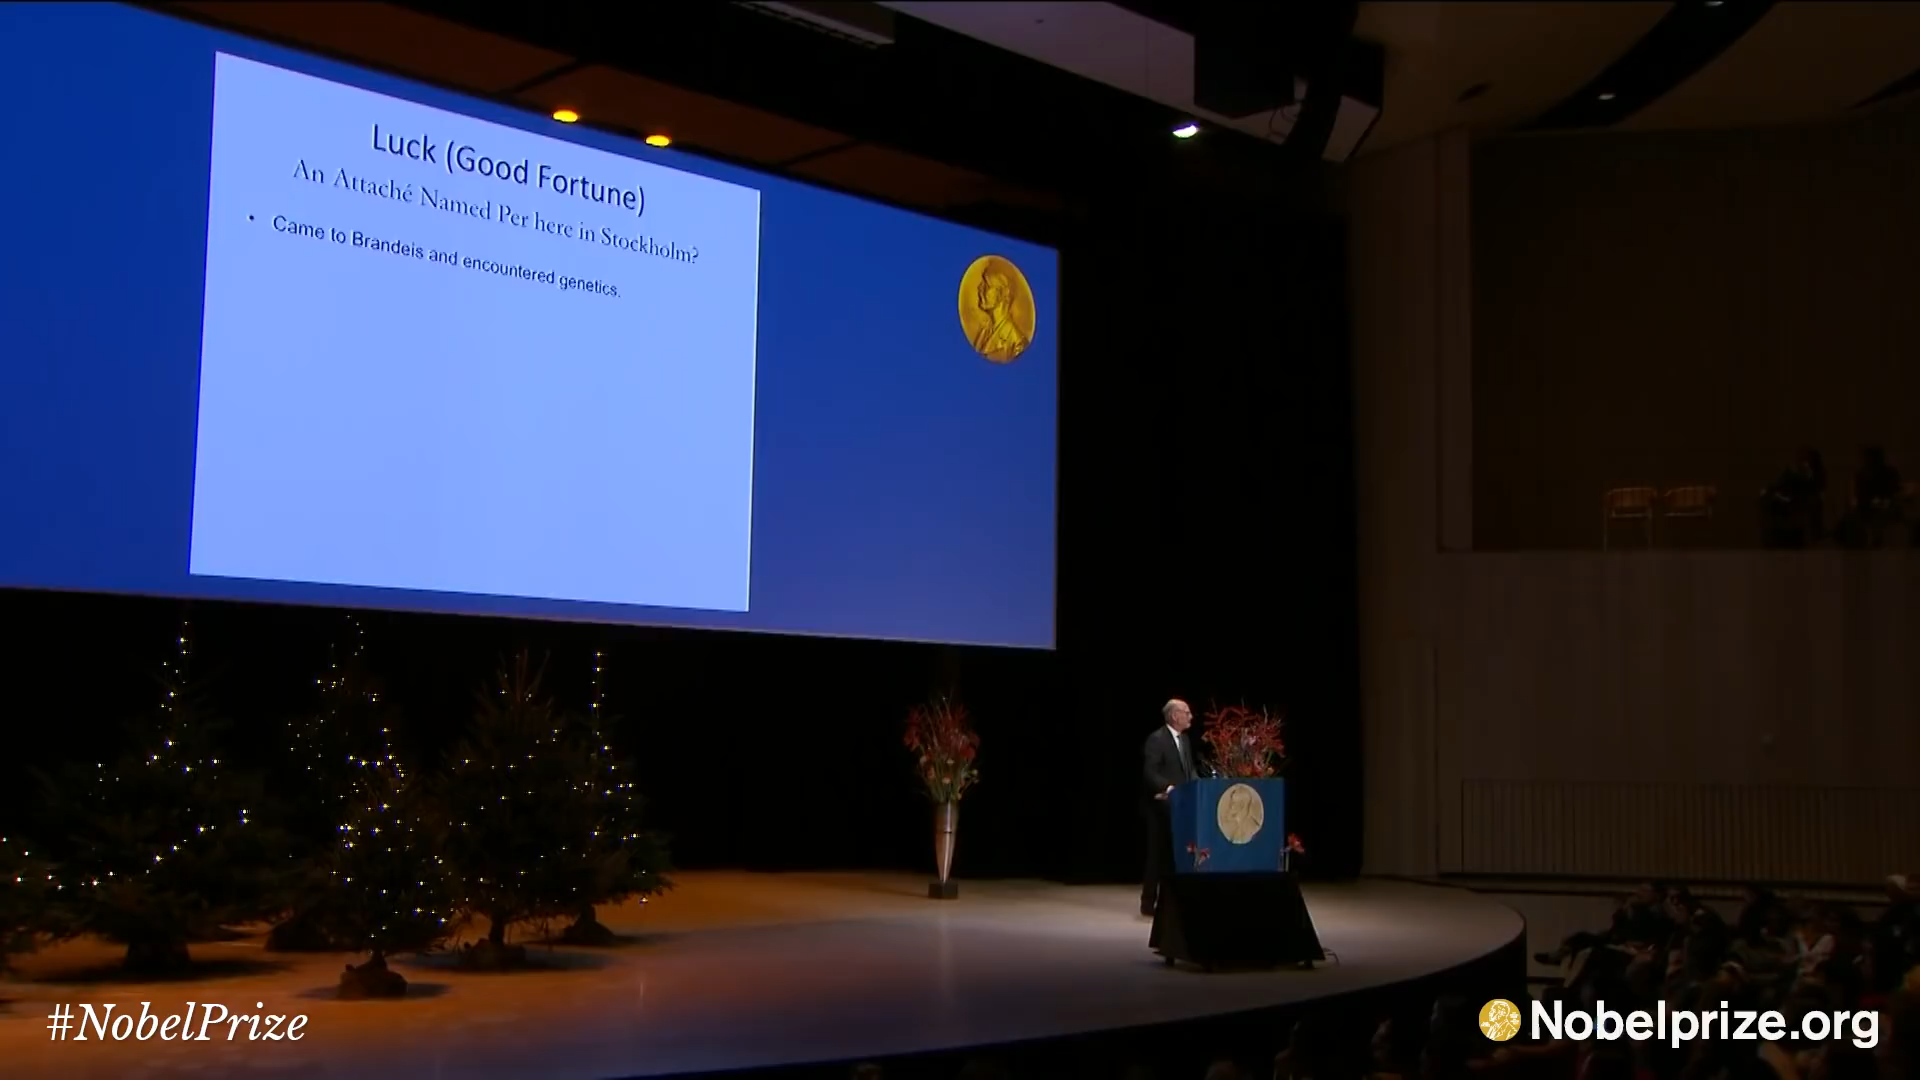 Luck (Good Fortune)
An Attaché Named Per here in Stockholm?
• Came to Brandeis and encountered genetics.
#NobelPrize
Nobelprize.org